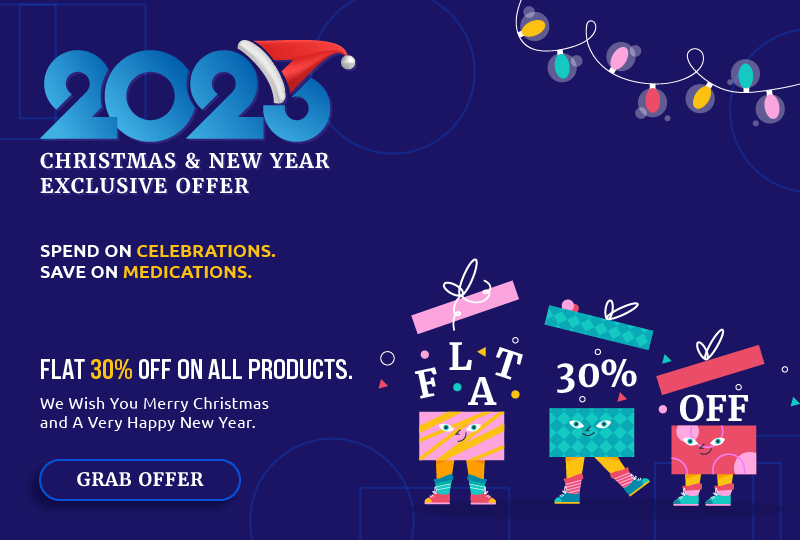 2023
CHRISTMAS & NEW YEAR
EXCLUSIVE OFFER
SPEND ON CELEBRATIONS.
SAVE ON MEDICATIONS.
FLAT 30% OFF ON ALL PRODUCTS.
We Wish You Merry Christmas
and A Very Happy New Year.
GRAB OFFER
FLAT
30%
OFF